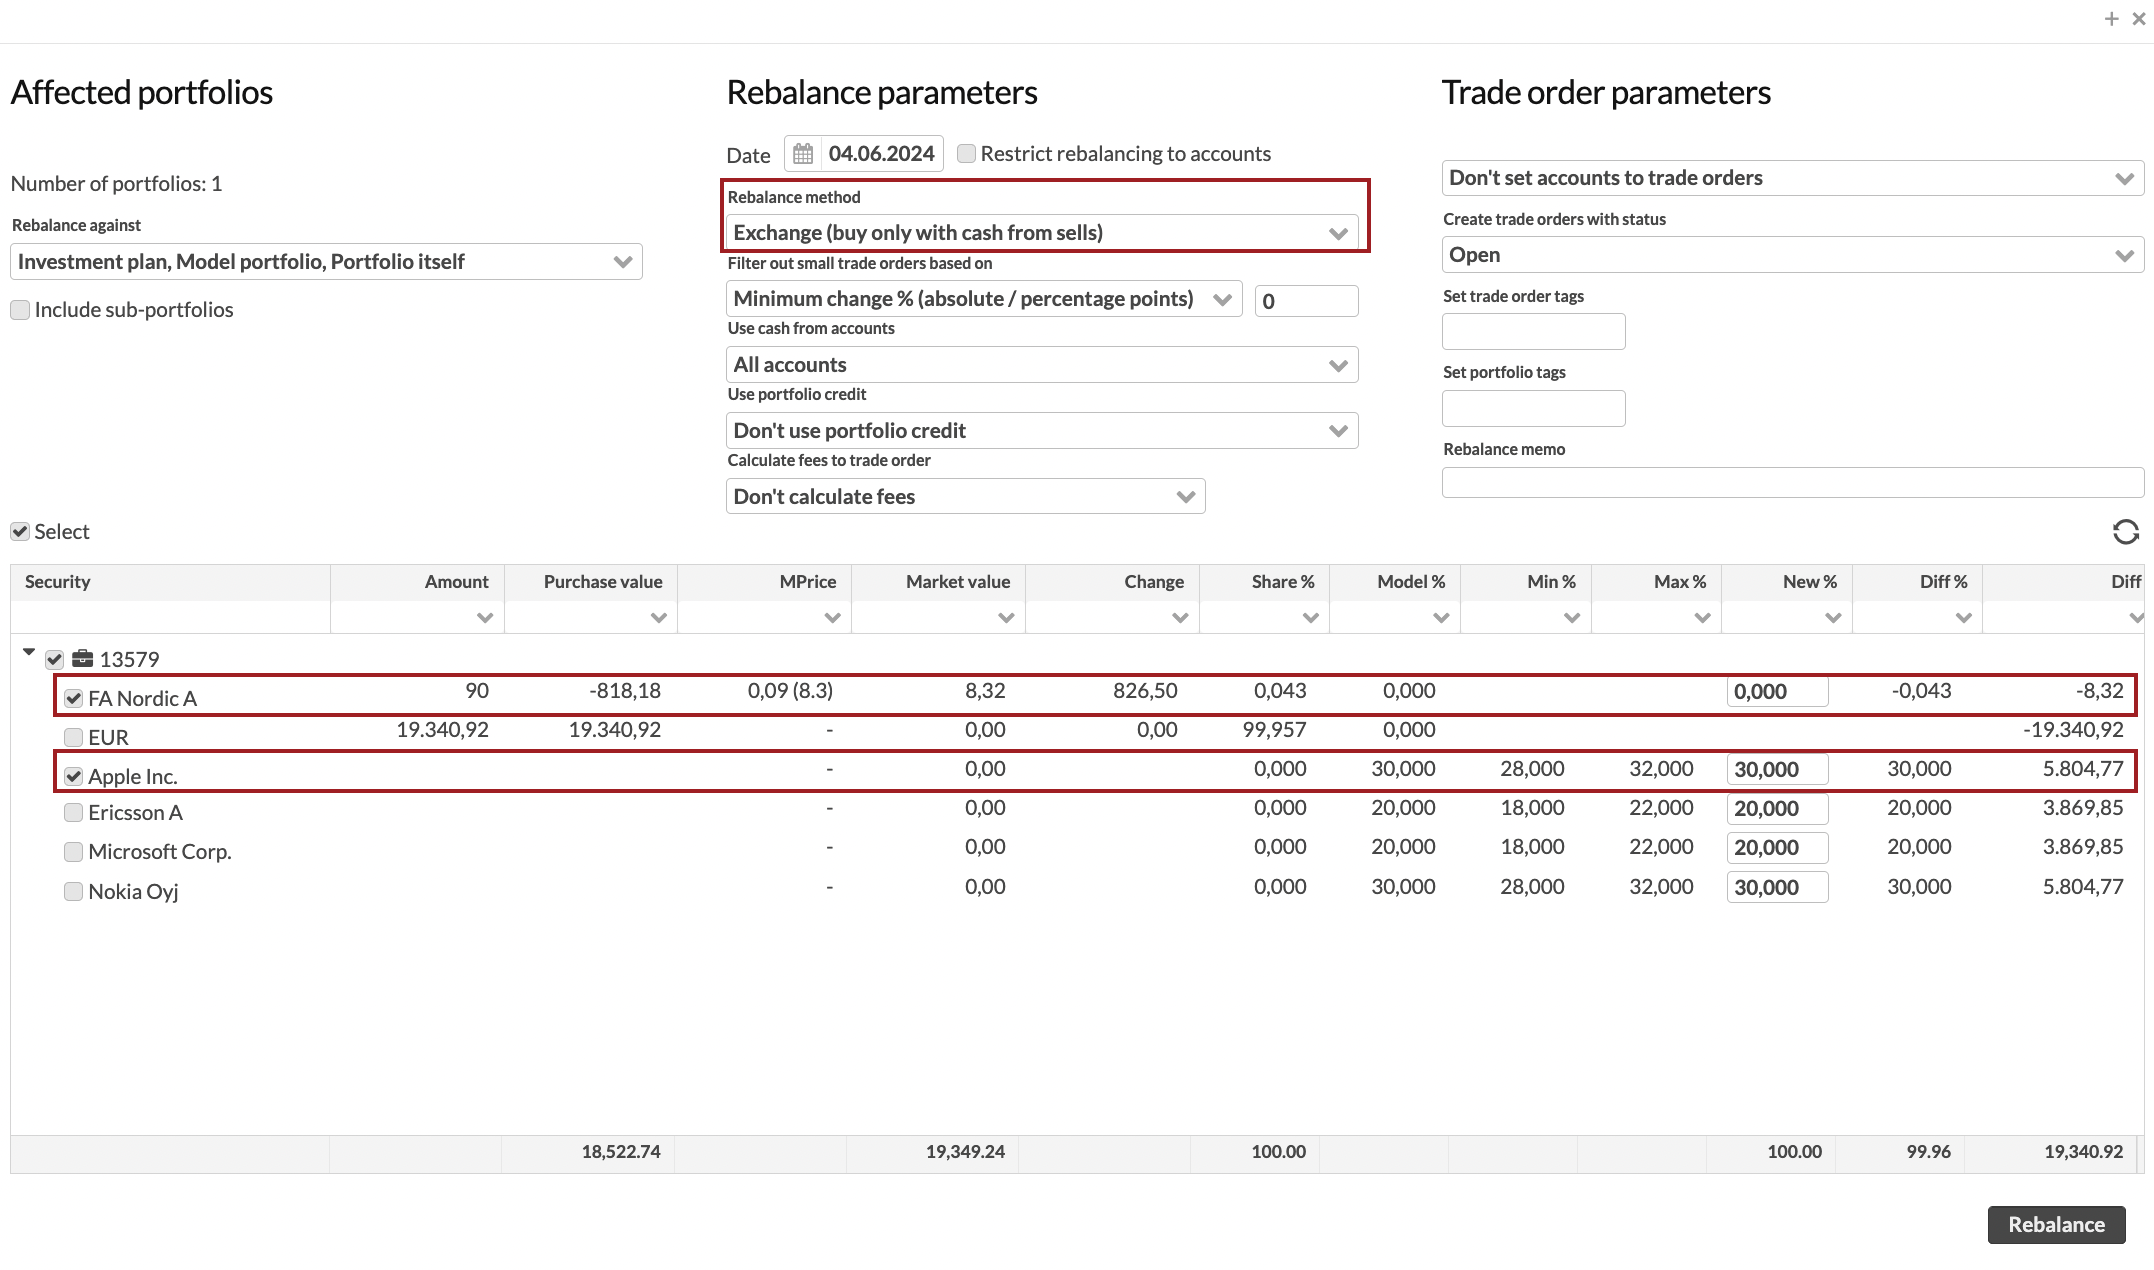 Affected portfolios
Number of portfolios: 1
Rebalance against
Investment plan, Model portfolio, Portfolio itself
Include sub-portfolios
Rebalance parameters
Date 04.06.2024 Restrict rebalancing to accounts
Rebalance method
Exchange (buy only with cash from sells)
Filter out small trade orders based on
Minimum change % (absolute / percentage points) 0
Use cash from accounts
All accounts
Use portfolio credit
Don't use portfolio credit
Calculate fees to trade order
Don't calculate fees
Trade order parameters
Don't set accounts to trade orders
Create trade orders with status
Open
Set trade order tags
Set portfolio tags
Rebalance memo
Select
Security Amount Purchase value MPrice Market value Change Share % Model % Min % Max % New % Diff % Diff
13579
FA Nordic A 90 -818,18 0,09 (8.3) 8,32 826,50 0,043 0,000 0,000 -0,043 -8,32
EUR 19.340,92 19.340,92 - 0,00 0,00 99,957 0,000 -19.340,92
Apple Inc. - 0,00 0,000 30,000 28,000 32,000 30,000 30,000 5.804,77
Ericsson A - 0,00 0,000 20,000 18,000 22,000 20,000 20,000 3.869,85
Microsoft Corp. - 0,00 0,000 20,000 18,000 22,000 20,000 20,000 3.869,85
Nokia Oyj - 0,00 0,000 30,000 28,000 32,000 30,000 30,000 5.804,77
18,522.74 19,349.24 100.00 100.00 99.96 19,340.92
Rebalance